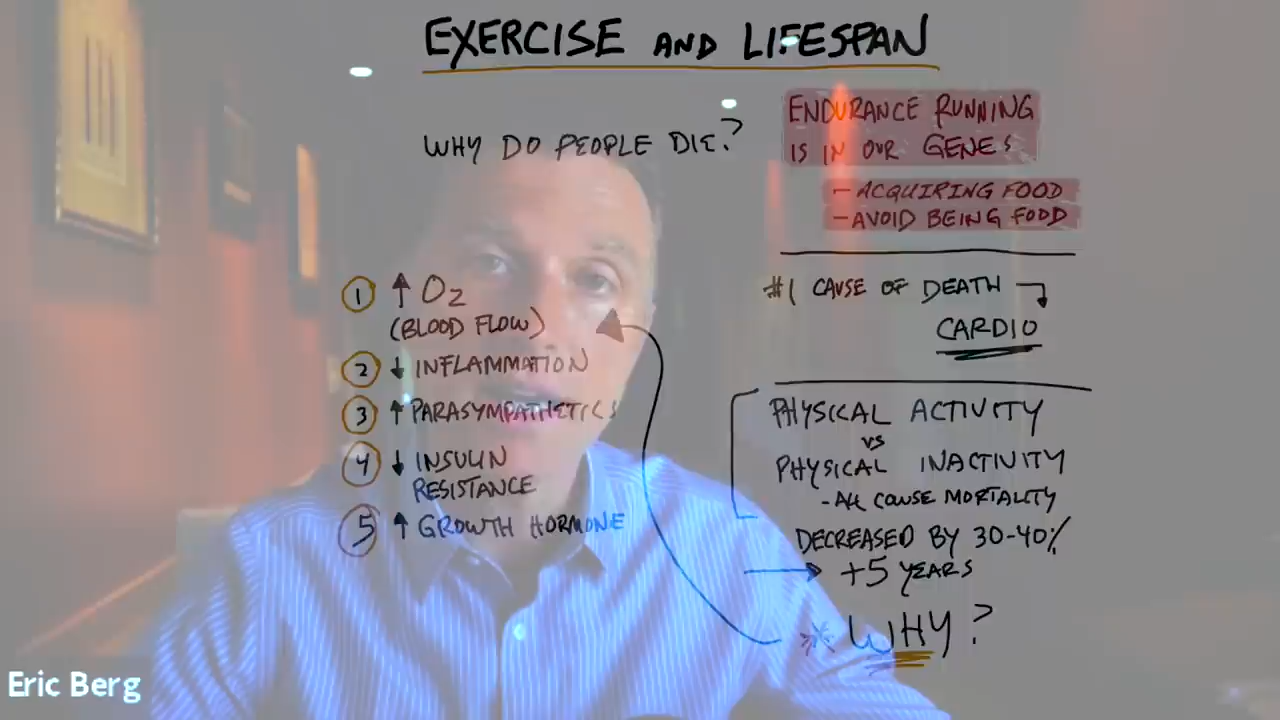 EXERCISE AND LIFESPAN
WHY DO PEOPLE DIE?
① ↑ O₂
(BLOOD FLOW)
② ↓ INFLAMMATION
③ ↑ PARASYMPATHETICS
④ ↓ INSULIN
RESISTANCE
⑤ ↑ GROWTH HORMONE
ENDURANCE RUNNING
IS IN OUR GENES
- ACQUIRING FOOD
- AVOID BEING FOOD
#1 CAUSE OF DEATH
CARDIO
PHYSICAL ACTIVITY
VS
PHYSICAL INACTIVITY
- ALL CAUSE MORTALITY
DECREASED BY 30-40%
→ +5 YEARS
* WHY?
Eric Berg